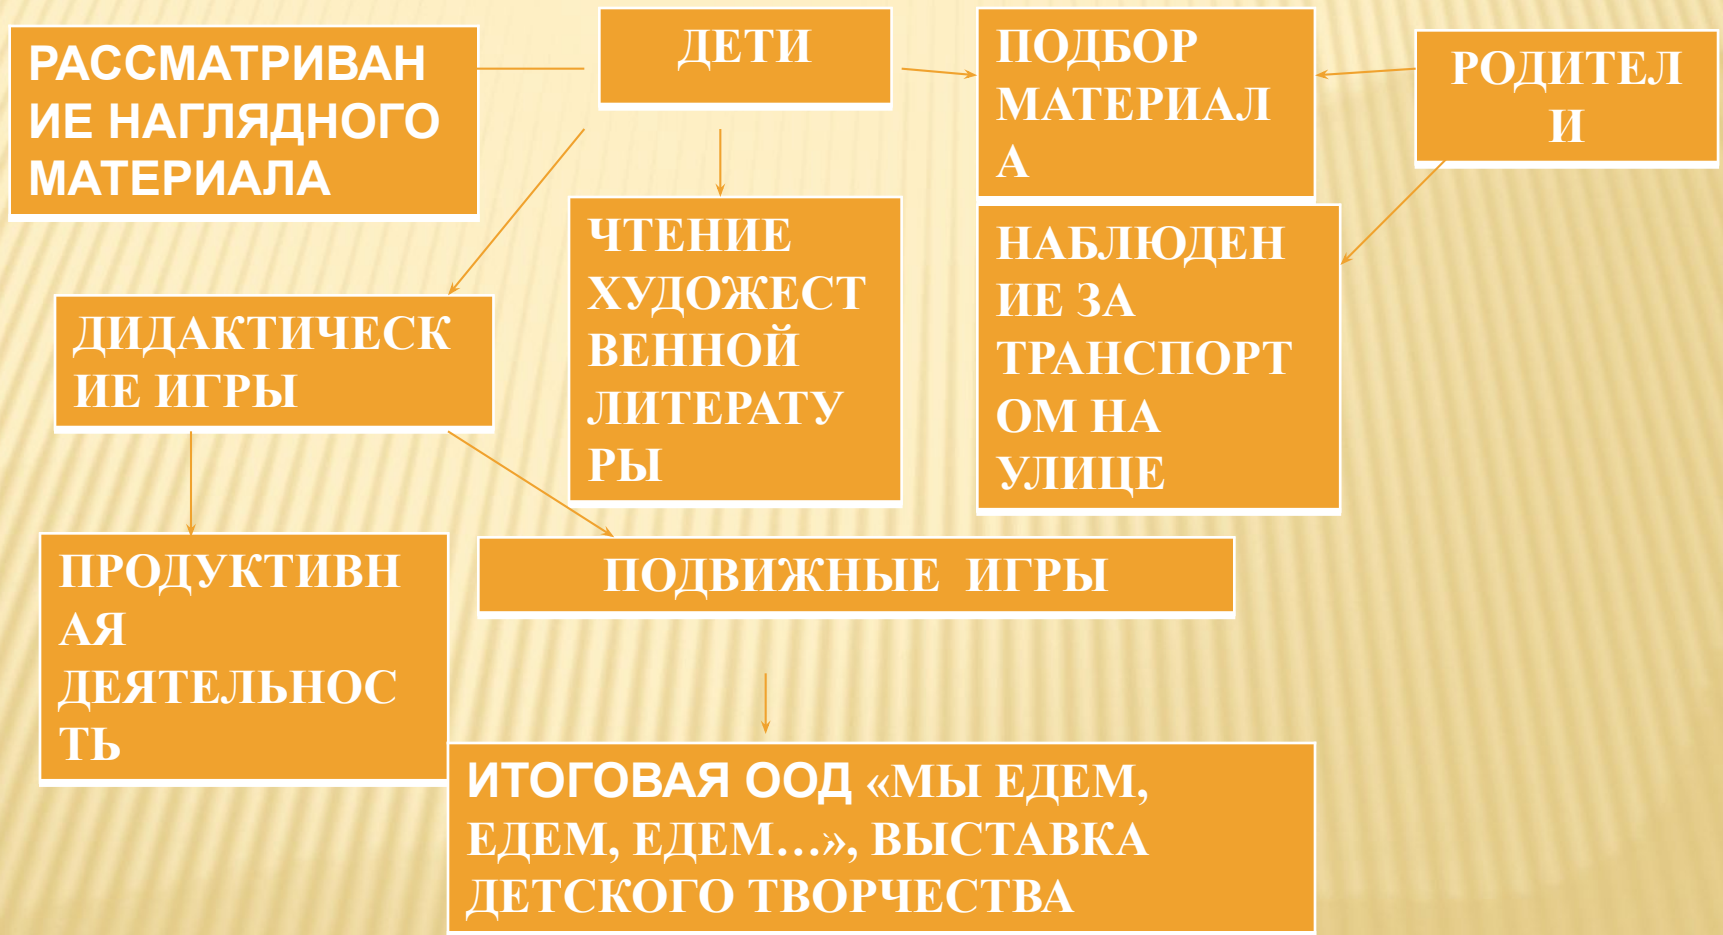 РАССМАТРИВАН
ИЕ НАГЛЯДНОГО
МАТЕРИАЛА
ДЕТИ
ПОДБОР
МАТЕРИАЛ
А
РОДИТЕЛ
И
ДИДАКТИЧЕСК
ИЕ ИГРЫ
ЧТЕНИЕ
ХУДОЖЕСТ
ВЕННОЙ
ЛИТЕРАТУ
РЫ
НАБЛЮДЕН
ИЕ ЗА
ТРАНСПОРТ
ОМ НА
УЛИЦЕ
ПРОДУКТИВН
АЯ
ДЕЯТЕЛЬНОС
ТЬ
ПОДВИЖНЫЕ ИГРЫ
ИТОГОВАЯ ООД «МЫ ЕДЕМ,
ЕДЕМ, ЕДЕМ…», ВЫСТАВКА
ДЕТСКОГО ТВОРЧЕСТВА